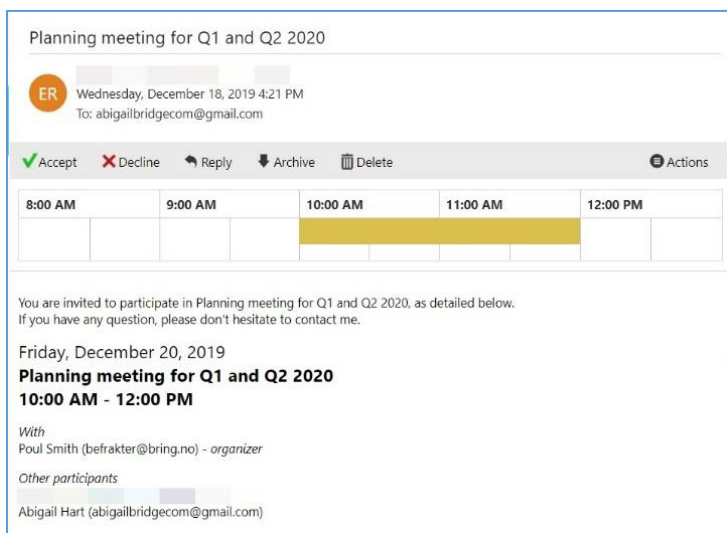 Planning meeting for Q1 and Q2 2020
ER
Wednesday, December 18, 2019 4:21 PM
To: abigailbridgecom@gmail.com
Accept Decline Reply Archive Delete Actions
8:00 AM 9:00 AM 10:00 AM 11:00 AM 12:00 PM
You are invited to participate in Planning meeting for Q1 and Q2 2020, as detailed below.
If you have any question, please don't hesitate to contact me.
Friday, December 20, 2019
Planning meeting for Q1 and Q2 2020
10:00 AM - 12:00 PM
With
Poul Smith (befrakter@bring.no) - organizer
Other participants
Abigail Hart (abigailbridgecom@gmail.com)